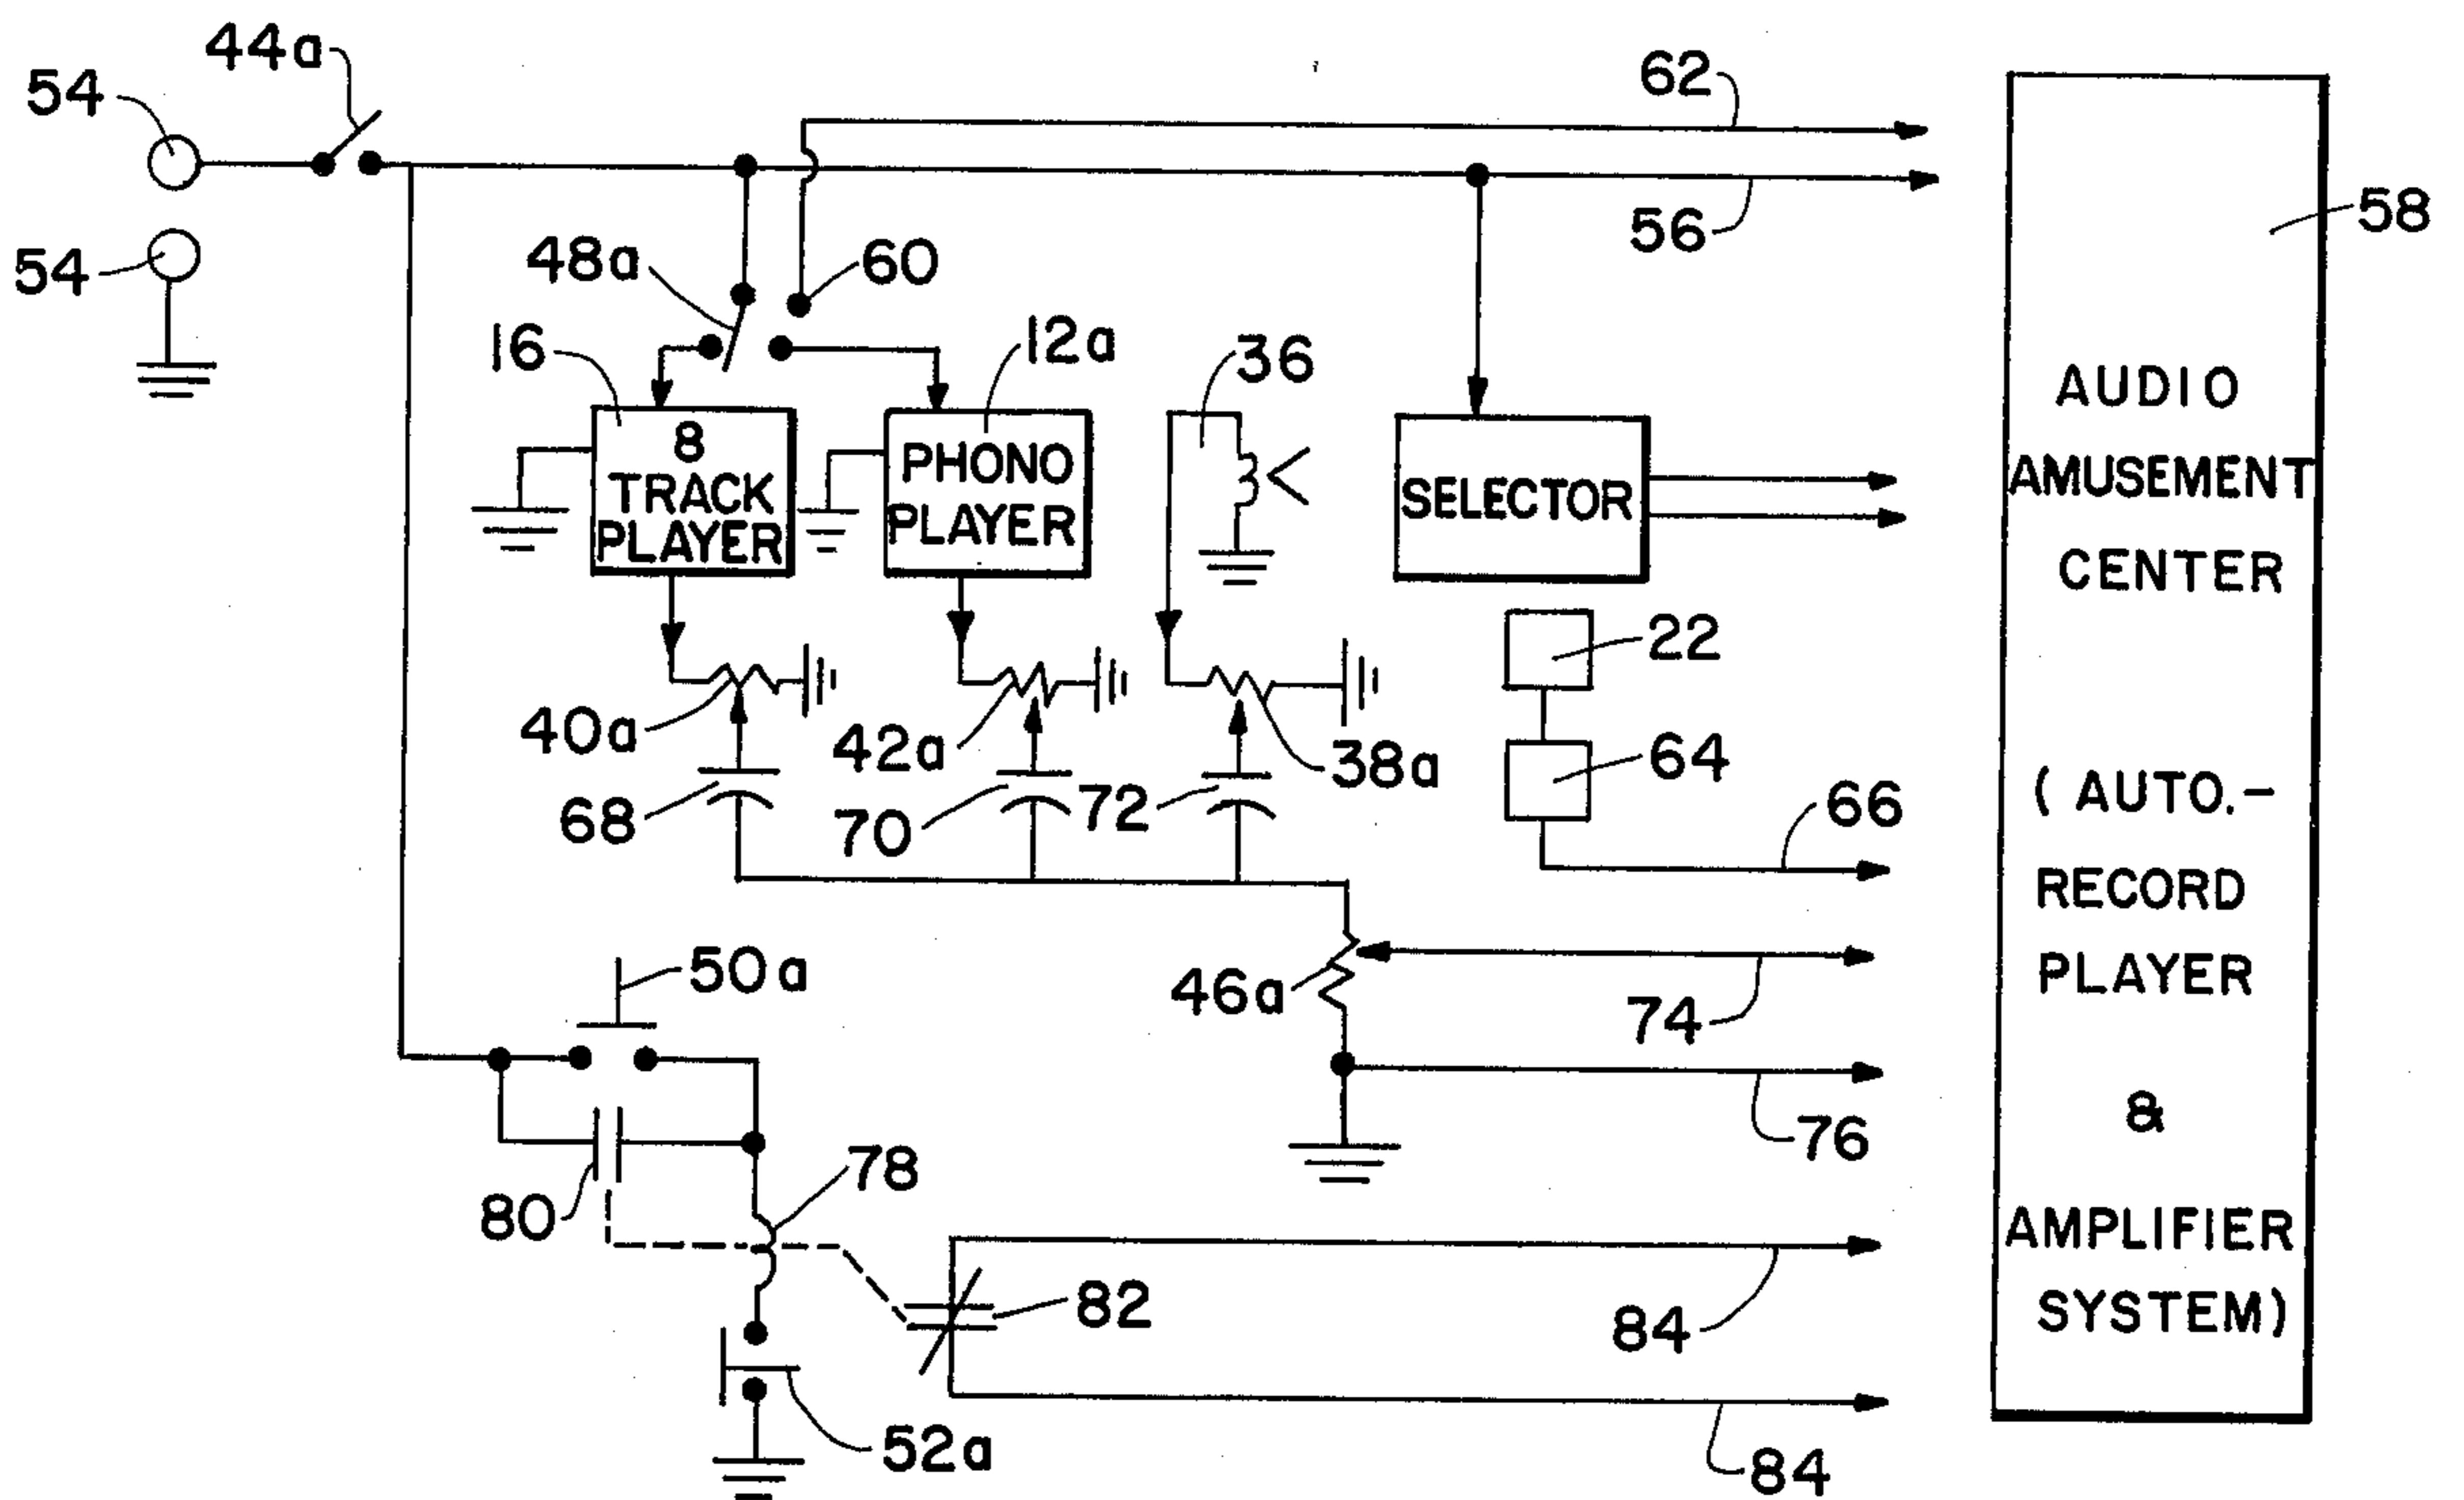 44a
54
62
54
56
58
48a
60
16
12a
36
8
TRACK
PLAYER
PHONO
PLAYER
SELECTOR
AUDIO
AMUSEMENT
CENTER
(AUTO.-
RECORD
PLAYER
&
AMPLIFIER
SYSTEM)
22
40a
42a
38a
64
68
70
72
66
50a
46a
74
76
80
78
82
84
52a
84